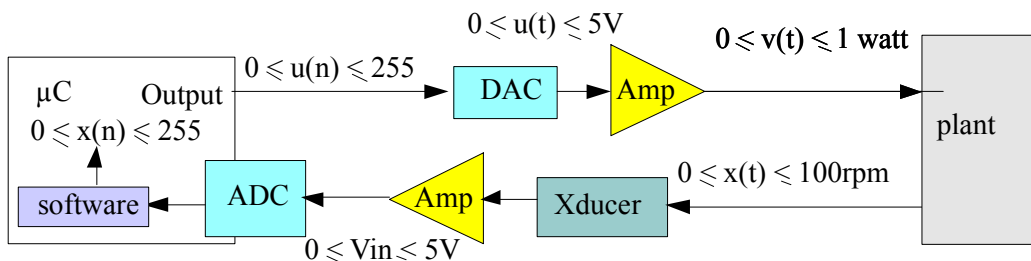 0 ⩽ u(t) ⩽ 5V
0 ⩽ v(t) ⩽ 1 watt
0 ⩽ u(n) ⩽ 255
µC
Output
DAC
Amp
plant
0 ⩽ x(n) ⩽ 255
0 ⩽ x(t) ⩽ 100rpm
software
ADC
Amp
Xducer
0 ⩽ Vin ⩽ 5V